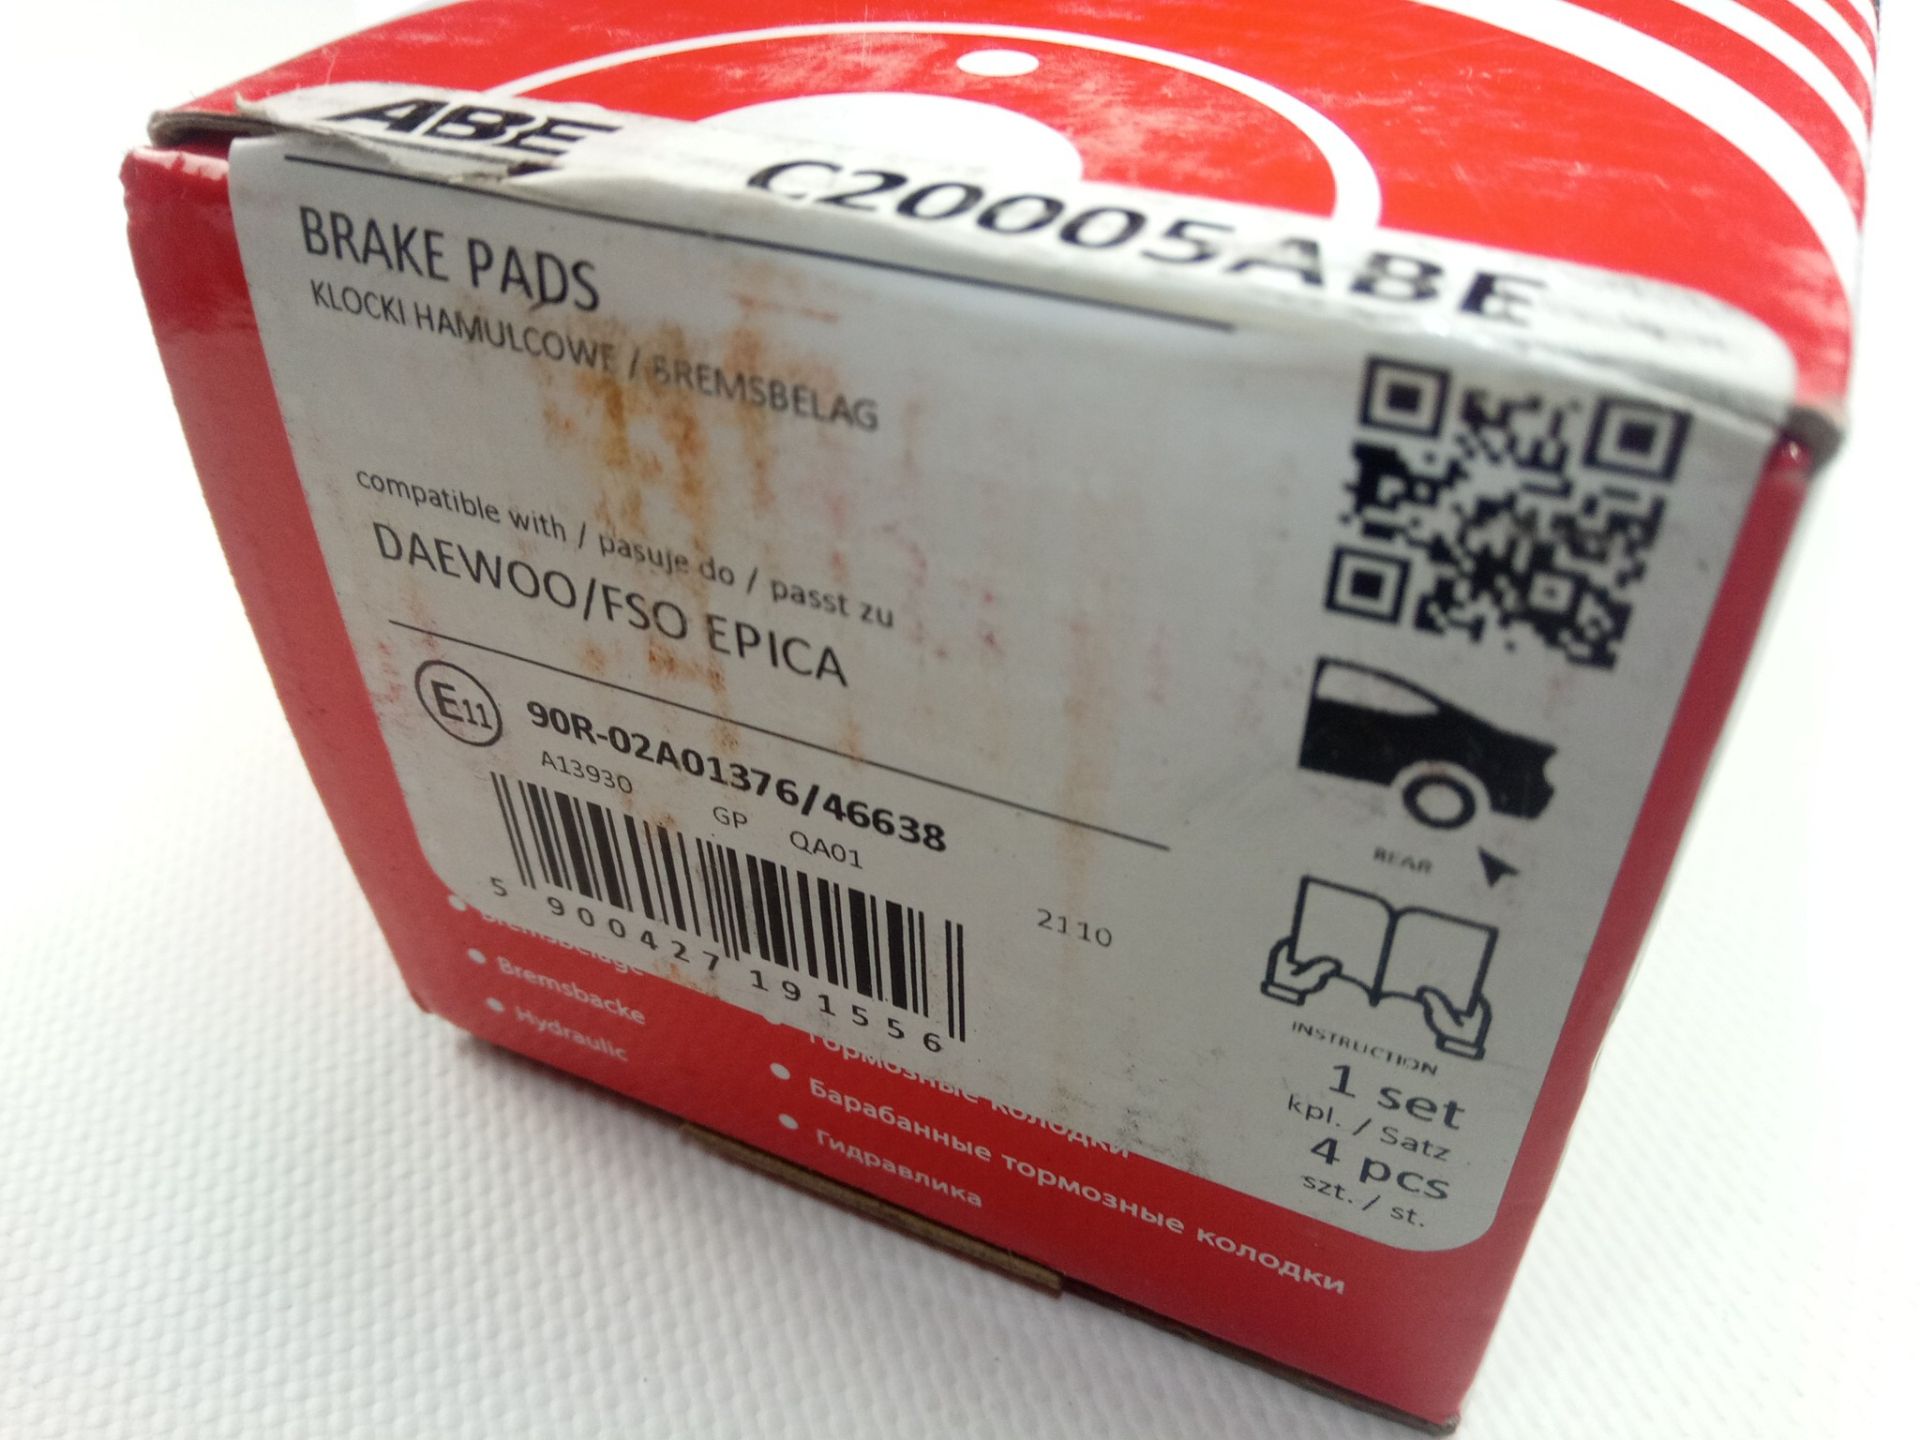 ABE C20005ABE
BRAKE PADS
KLOCKI HAMULCOWE / BREMSBELAG
compatible with / pasuje do / passt zu
DAEWOO/FSO EPICA
E11 90R-02A01376/46638
A13930 GP QA01
2110
5 900427 191556
REAR
INSTRUCTION
1 set
kpl. / Satz
4 pcs
szt. / st.
Bremsbeläge
Bremsbacke
Hydraulic
Тормозные колодки
Барабанные тормозные колодки
Гидравлика